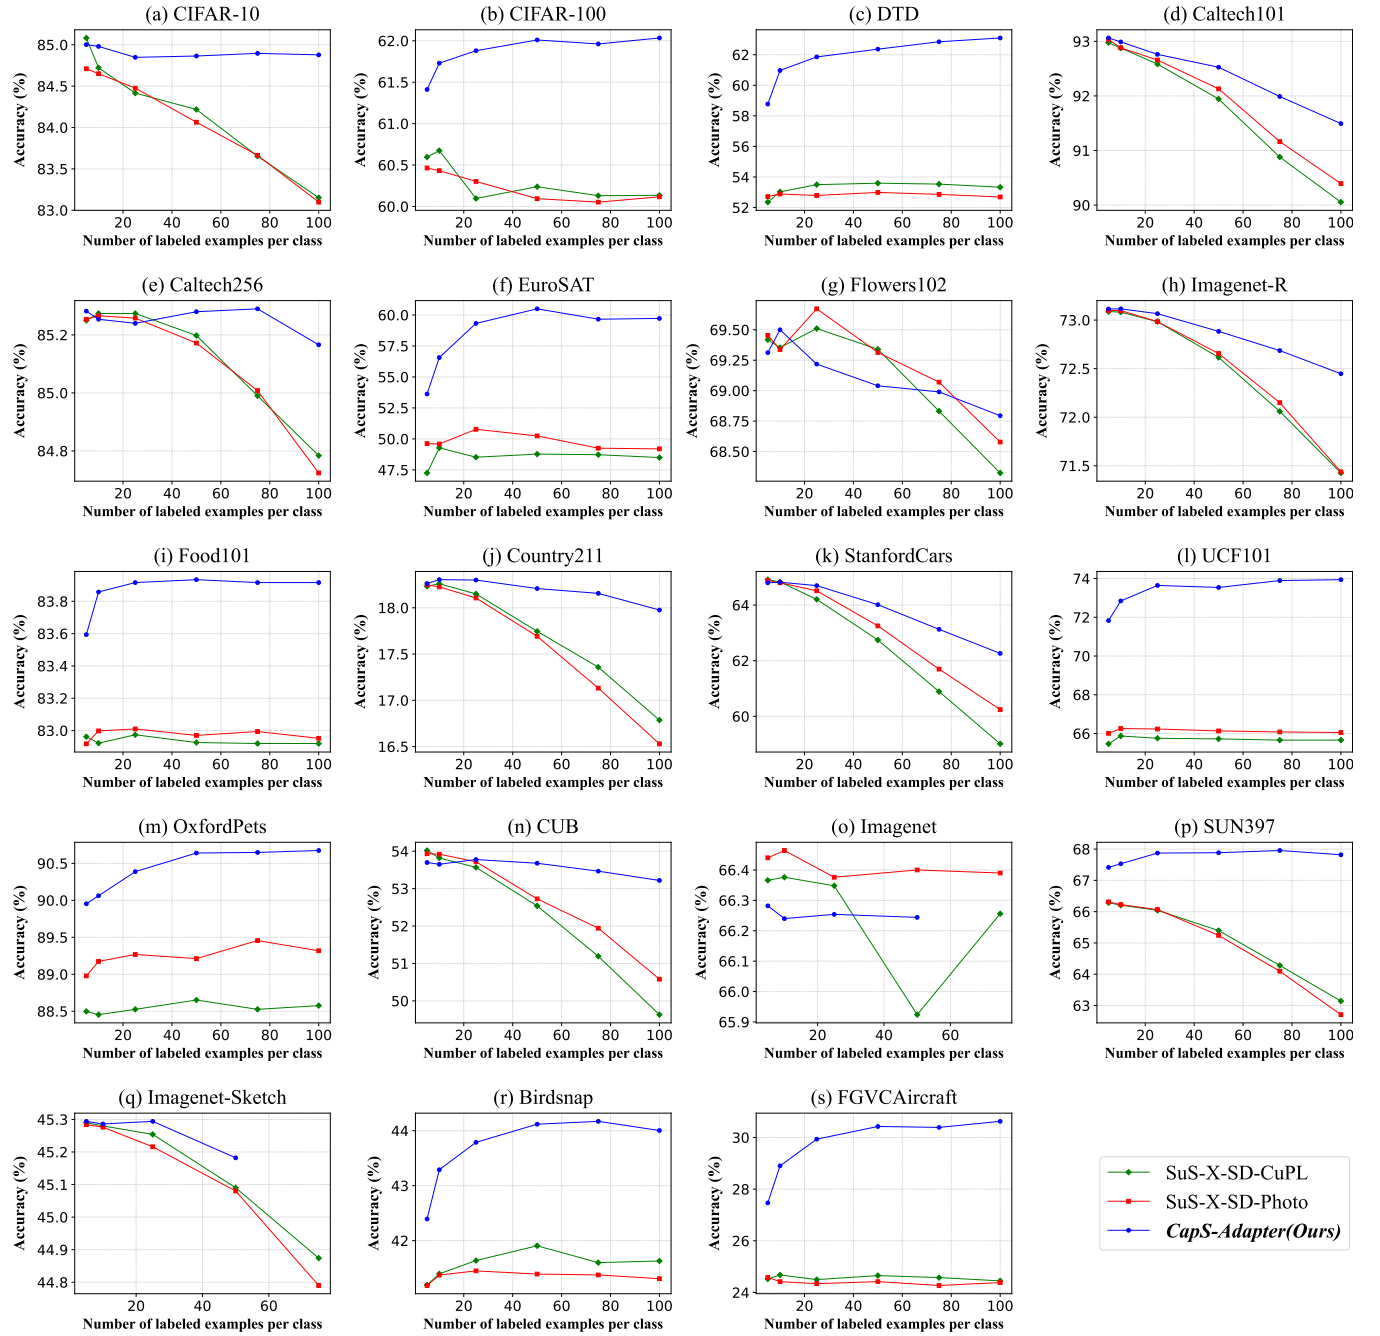 (a) CIFAR-10
(b) CIFAR-100
(c) DTD
(d) Caltech101
Accuracy (%)
85.0
84.5
84.0
83.5
83.0
20 40 60 80 100
Number of labeled examples per class
Accuracy (%)
62.0
61.5
61.0
60.5
60.0
20 40 60 80 100
Number of labeled examples per class
Accuracy (%)
62
60
58
56
54
52
20 40 60 80 100
Number of labeled examples per class
Accuracy (%)
93
92
91
90
20 40 60 80 100
Number of labeled examples per class
(e) Caltech256
(f) EuroSAT
(g) Flowers102
(h) Imagenet-R
Accuracy (%)
85.2
85.0
84.8
20 40 60 80 100
Number of labeled examples per class
Accuracy (%)
60.0
57.5
55.0
52.5
50.0
47.5
20 40 60 80 100
Number of labeled examples per class
Accuracy (%)
69.50
69.25
69.00
68.75
68.50
20 40 60 80 100
Number of labeled examples per class
Accuracy (%)
73.0
72.5
72.0
71.5
20 40 60 80 100
Number of labeled examples per class
(i) Food101
(j) Country211
(k) StanfordCars
(l) UCF101
Accuracy (%)
83.8
83.6
83.4
83.2
83.0
20 40 60 80 100
Number of labeled examples per class
Accuracy (%)
18.0
17.5
17.0
16.5
20 40 60 80 100
Number of labeled examples per class
Accuracy (%)
64
62
60
20 40 60 80 100
Number of labeled examples per class
Accuracy (%)
74
72
70
68
66
20 40 60 80 100
Number of labeled examples per class
(m) OxfordPets
(n) CUB
(o) Imagenet
(p) SUN397
Accuracy (%)
90.5
90.0
89.5
89.0
88.5
20 40 60 80 100
Number of labeled examples per class
Accuracy (%)
54
53
52
51
50
20 40 60 80 100
Number of labeled examples per class
Accuracy (%)
66.4
66.3
66.2
66.1
66.0
65.9
20 40 60
Number of labeled examples per class
Accuracy (%)
68
67
66
65
64
63
20 40 60 80 100
Number of labeled examples per class
(q) Imagenet-Sketch
(r) Birdsnap
(s) FGVCAircraft
Accuracy (%)
45.3
45.2
45.1
45.0
44.9
44.8
20 40 60
Number of labeled examples per class
Accuracy (%)
44
43
42
20 40 60 80 100
Number of labeled examples per class
Accuracy (%)
30
28
26
24
20 40 60 80 100
Number of labeled examples per class
SuS-X-SD-CuPL
SuS-X-SD-Photo
CapS-Adapter(Ours)